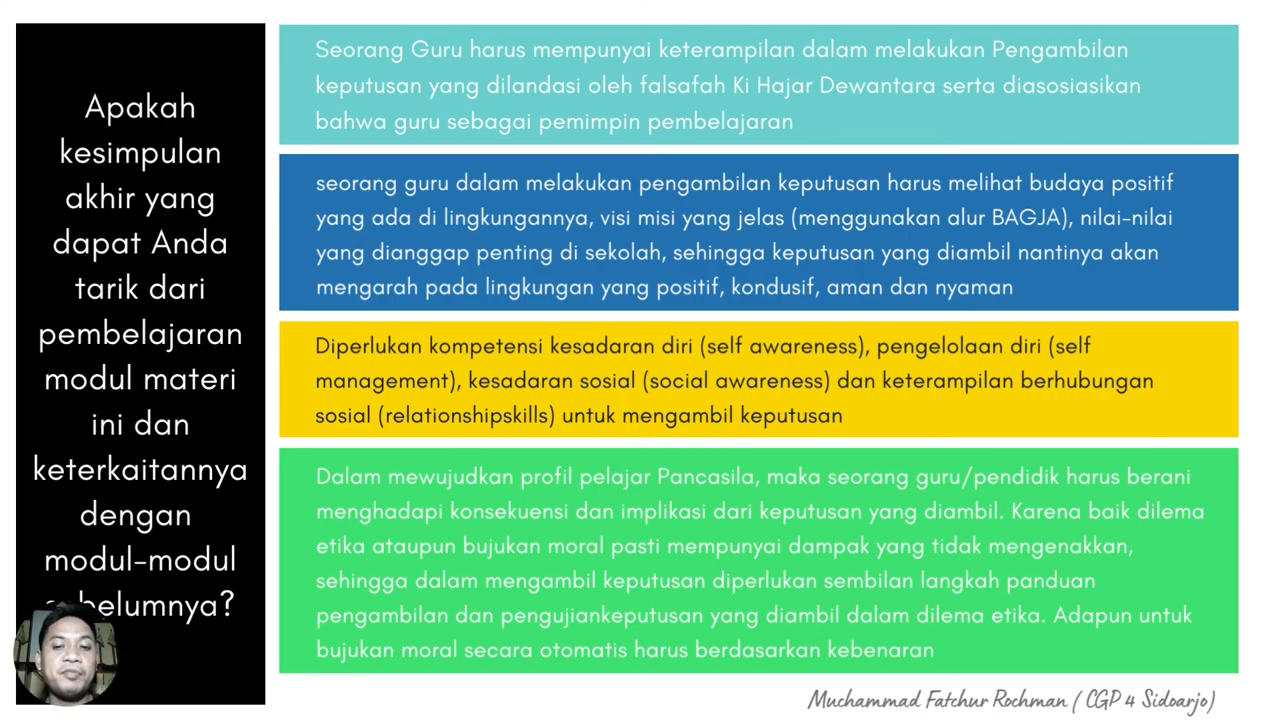 Apakah
kesimpulan
akhir yang
dapat Anda
tarik dari
pembelajaran
modul materi
ini dan
keterkaitannya
dengan
modul-modul
sebelumnya?
Seorang Guru harus mempunyai keterampilan dalam melakukan Pengambilan
keputusan yang dilandasi oleh falsafah Ki Hajar Dewantara serta diasosiasikan
bahwa guru sebagai pemimpin pembelajaran
seorang guru dalam melakukan pengambilan keputusan harus melihat budaya positif
yang ada di lingkungannya, visi misi yang jelas (menggunakan alur BAGJA), nilai-nilai
yang dianggap penting di sekolah, sehingga keputusan yang diambil nantinya akan
mengarah pada lingkungan yang positif, kondusif, aman dan nyaman
Diperlukan kompetensi kesadaran diri (self awareness), pengelolaan diri (self
management), kesadaran sosial (social awareness) dan keterampilan berhubungan
sosial (relationshipskills) untuk mengambil keputusan
Dalam mewujudkan profil pelajar Pancasila, maka seorang guru/pendidik harus berani
menghadapi konsekuensi dan implikasi dari keputusan yang diambil. Karena baik dilema
etika ataupun bujukan moral pasti mempunyai dampak yang tidak mengenakkan,
sehingga dalam mengambil keputusan diperlukan sembilan langkah panduan
pengambilan dan pengujiankeputusan yang diambil dalam dilema etika. Adapun untuk
bujukan moral secara otomatis harus berdasarkan kebenaran
Muchammad Fatchur Rochman ( CGP 4 Sidoarjo)